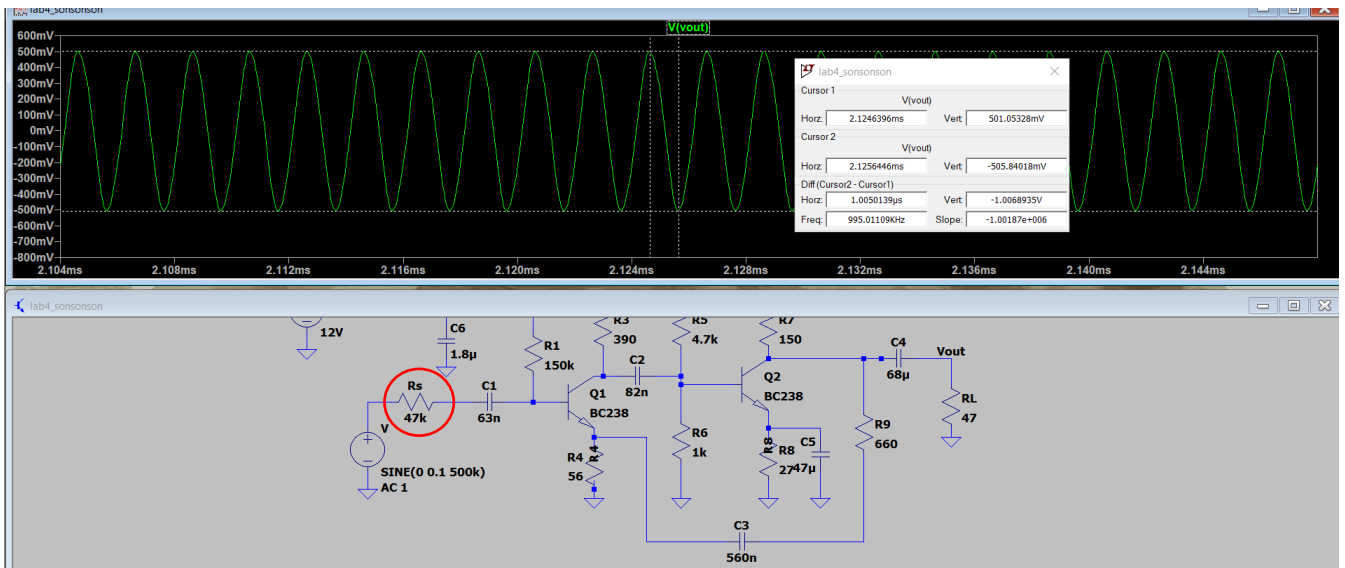 lab4_sonsonson
V(vout)
600mV
500mV
400mV
300mV
200mV
100mV
0mV
-100mV
-200mV
-300mV
-400mV
-500mV
-600mV
-700mV
-800mV
2.104ms 2.108ms 2.112ms 2.116ms 2.120ms 2.124ms 2.128ms 2.132ms 2.136ms 2.140ms 2.144ms
lab4_sonsonson
Cursor 1
V(vout)
Horz: 2.1246396ms Vert: 501.05328mV
Cursor 2
V(vout)
Horz: 2.1256446ms Vert: -505.84018mV
Diff (Cursor2 - Cursor1)
Horz: 1.0050139µs Vert: -1.0068935V
Freq: 995.01109KHz Slope: -1.00187e+006
lab4_sonsonson
12V
C6
1.8µ
R1
150k
R3
390
R5
4.7k
R7
150
C4
68µ
Vout
Rs
47k
C1
63n
Q1
BC238
C2
82n
Q2
BC238
RL
47
V
SINE(0 0.1 500k)
AC 1
R4
R4
56
R6
1k
R8
R8
27
C5
47µ
R9
660
C3
560n